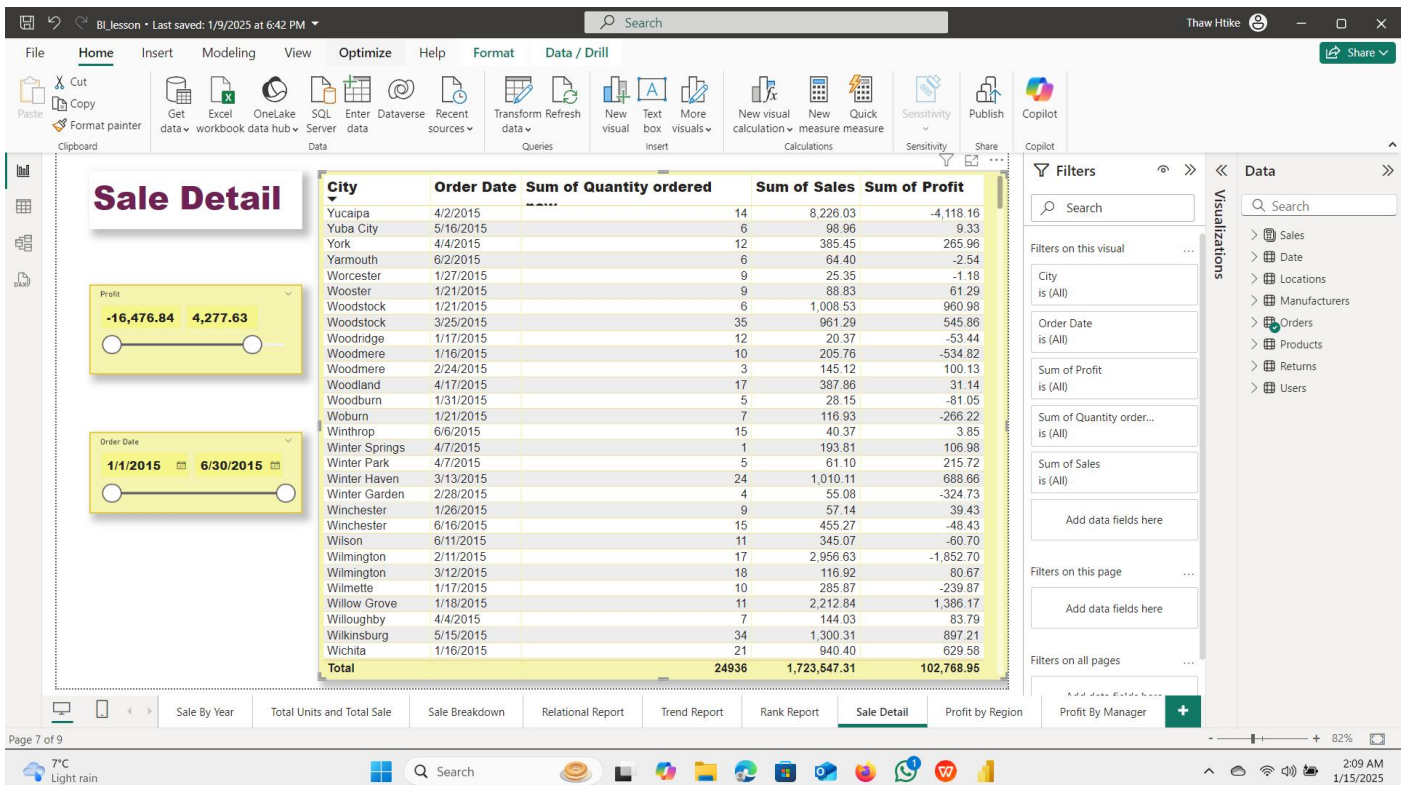 BI_lesson • Last saved: 1/9/2025 at 6:42 PM
Search
Thaw Htike
File Home Insert Modeling View Optimize Help Format Data / Drill
Share
Paste
Cut
Copy
Format painter
Clipboard
Get data
Excel workbook
OneLake data hub
SQL Server
Enter data
Dataverse
Recent sources
Data
Transform data
Refresh
Queries
New visual
Text box
More visuals
Insert
New visual calculation
New measure
Quick measure
Calculations
Sensitivity
Sensitivity
Publish
Share
Copilot
Copilot
Sale Detail
Profit
-16,476.84 4,277.63
Order Date
1/1/2015 6/30/2015
City Order Date Sum of Quantity ordered Sum of Sales Sum of Profit
Yucaipa 4/2/2015 14 8,226.03 -4,118.16
Yuba City 5/16/2015 6 98.96 9.33
York 4/4/2015 12 385.45 265.96
Yarmouth 6/2/2015 6 64.40 -2.54
Worcester 1/27/2015 9 25.35 -1.18
Wooster 1/21/2015 9 88.83 61.29
Woodstock 1/21/2015 6 1,008.53 960.98
Woodstock 3/25/2015 35 961.29 545.86
Woodridge 1/17/2015 12 20.37 -53.44
Woodmere 1/16/2015 10 205.76 -534.82
Woodmere 2/24/2015 3 145.12 100.13
Woodland 4/17/2015 17 387.86 31.14
Woodburn 1/31/2015 5 28.15 -81.05
Woburn 1/21/2015 7 116.93 -266.22
Winthrop 6/6/2015 15 40.37 3.85
Winter Springs 4/7/2015 1 193.81 106.98
Winter Park 4/7/2015 5 61.10 215.72
Winter Haven 3/13/2015 24 1,010.11 688.66
Winter Garden 2/28/2015 4 55.08 -324.73
Winchester 1/26/2015 9 57.14 39.43
Winchester 6/16/2015 15 455.27 -48.43
Wilson 6/11/2015 11 345.07 -60.70
Wilmington 2/11/2015 17 2,956.63 -1,852.70
Wilmington 3/12/2015 18 116.92 80.67
Wilmette 1/17/2015 10 285.87 -239.87
Willow Grove 1/18/2015 11 2,212.84 1,386.17
Willoughby 4/4/2015 7 144.03 83.79
Wilkinsburg 5/15/2015 34 1,300.31 897.21
Wichita 1/16/2015 21 940.40 629.58
Total 24936 1,723,547.31 102,768.95
Filters
Search
Filters on this visual
City
is (All)
Order Date
is (All)
Sum of Profit
is (All)
Sum of Quantity order...
is (All)
Sum of Sales
is (All)
Add data fields here
Filters on this page
Add data fields here
Filters on all pages
Visualizations
Data
Search
Sales
Date
Locations
Manufacturers
Orders
Products
Returns
Users
Sale By Year Total Units and Total Sale Sale Breakdown Relational Report Trend Report Rank Report Sale Detail Profit by Region Profit By Manager
Page 7 of 9
82%
7°C
Light rain
Search
2:09 AM
1/15/2025